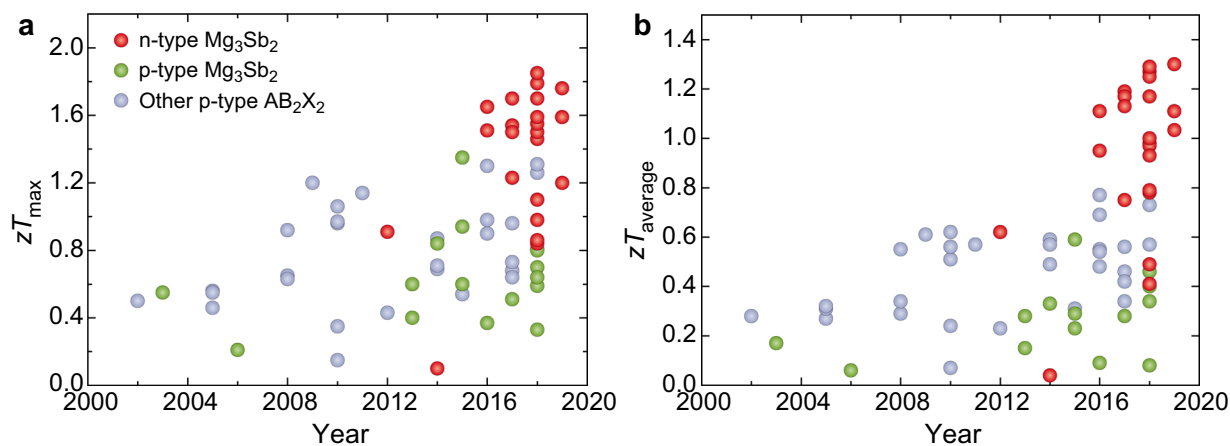 a
2.0
1.6
1.2
0.8
0.4
0.0
zT_max
n-type Mg₃Sb₂
p-type Mg₃Sb₂
Other p-type AB₂X₂
2000 2004 2008 2012 2016 2020
Year
b
1.4
1.2
1.0
0.8
0.6
0.4
0.2
0.0
zT_average
2000 2004 2008 2012 2016 2020
Year